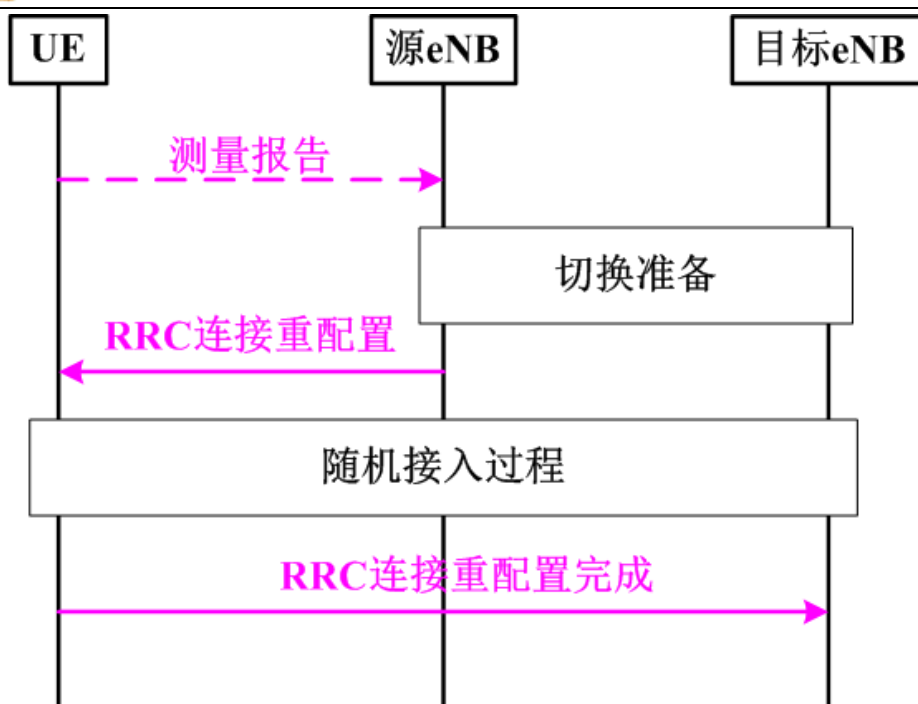 UE
源eNB
目标eNB
测量报告
切换准备
RRC连接重配置
随机接入过程
RRC连接重配置完成